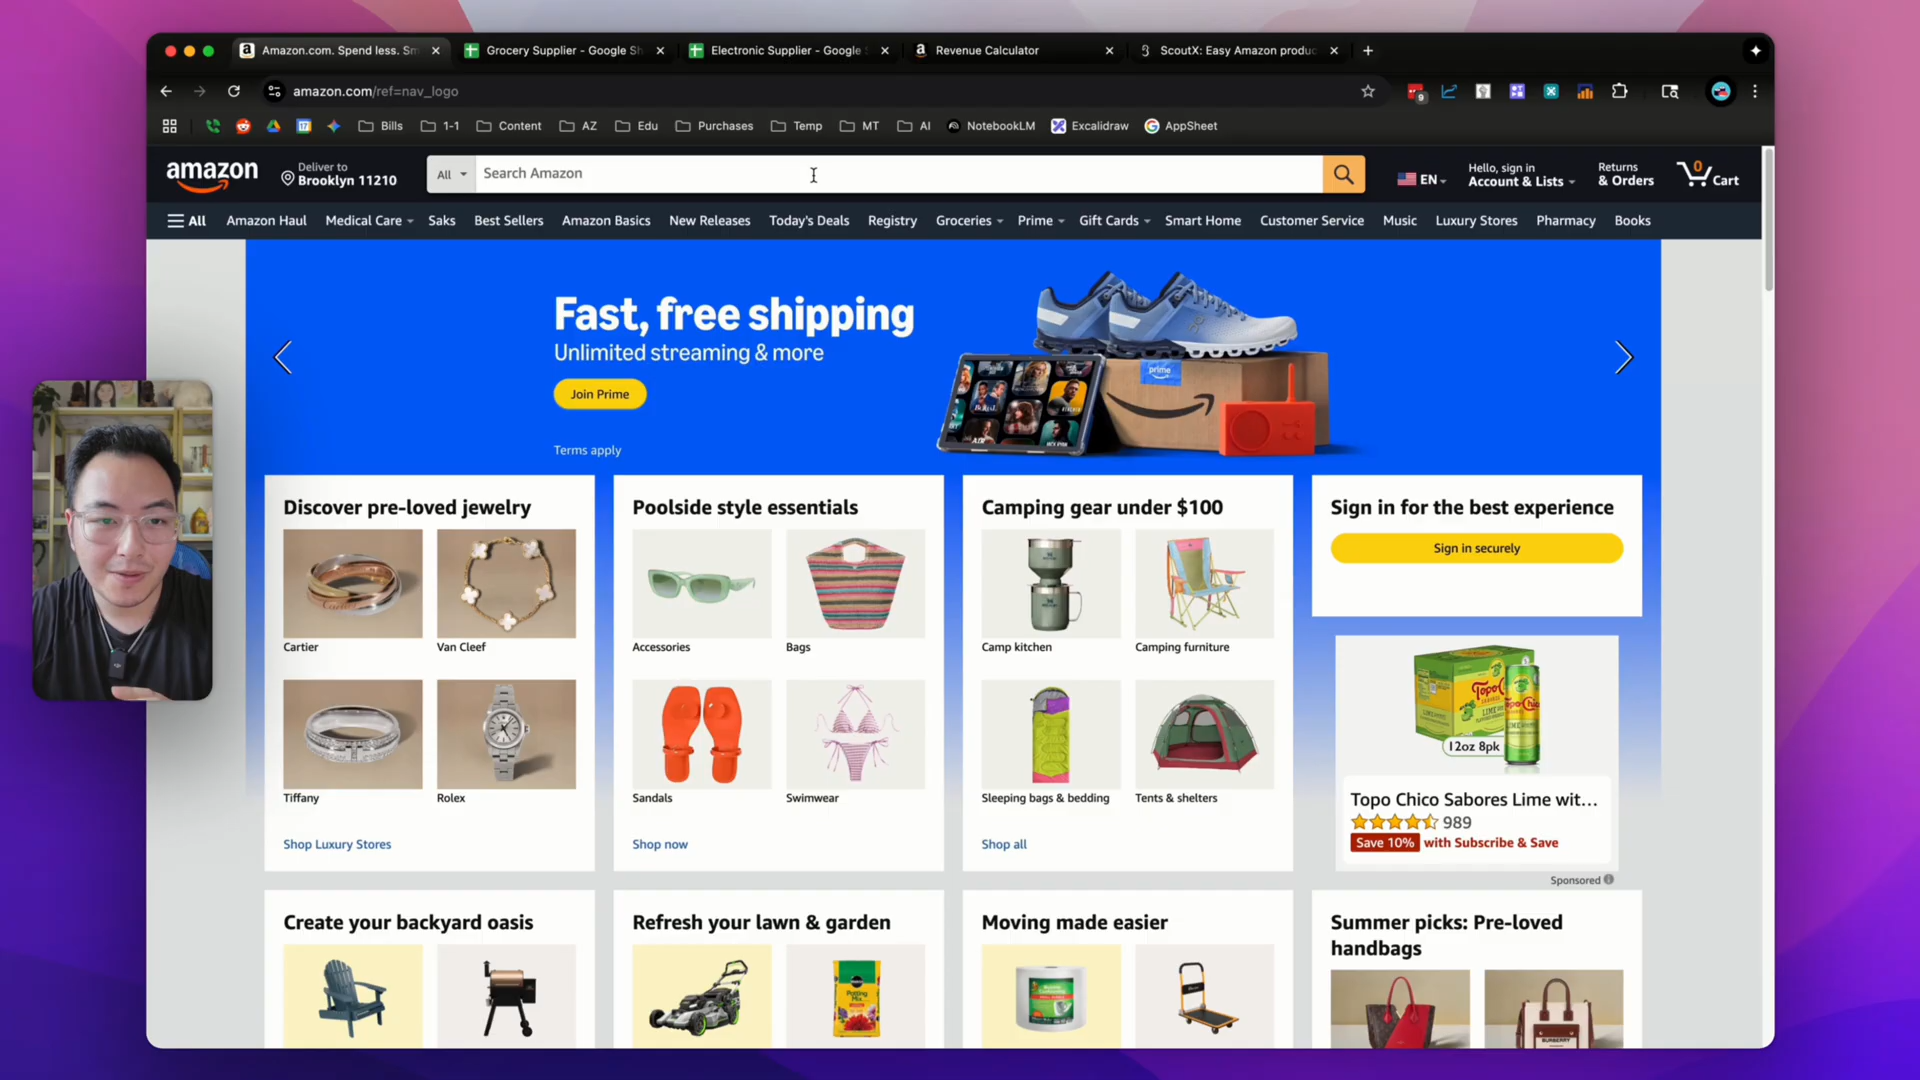 Amazon.com. Spend less. Sm
Grocery Supplier - Google Sh
Electronic Supplier - Google S
Revenue Calculator
ScoutX: Easy Amazon produc
amazon.com/ref=nav_logo
9
17
Bills
1-1
Content
AZ
Edu
Purchases
Temp
MT
AI
NotebookLM
Excalidraw
AppSheet
amazon
Deliver to
Brooklyn 11210
All
Search Amazon
EN
Hello, sign in
Account & Lists
Returns
& Orders
0
Cart
All
Amazon Haul
Medical Care
Saks
Best Sellers
Amazon Basics
New Releases
Today's Deals
Registry
Groceries
Prime
Gift Cards
Smart Home
Customer Service
Music
Luxury Stores
Pharmacy
Books
Fast, free shipping
Unlimited streaming & more
Join Prime
Terms apply
prime
Discover pre-loved jewelry
Cartier
Van Cleef
Tiffany
Rolex
Shop Luxury Stores
Poolside style essentials
Accessories
Bags
Sandals
Swimwear
Shop now
Camping gear under $100
Camp kitchen
Camping furniture
Sleeping bags & bedding
Tents & shelters
Shop all
Sign in for the best experience
Sign in securely
12oz 8pk
Topo Chico Sabores Lime wit...
989
Save 10% with Subscribe & Save
Sponsored
Create your backyard oasis
Refresh your lawn & garden
Moving made easier
Summer picks: Pre-loved
handbags